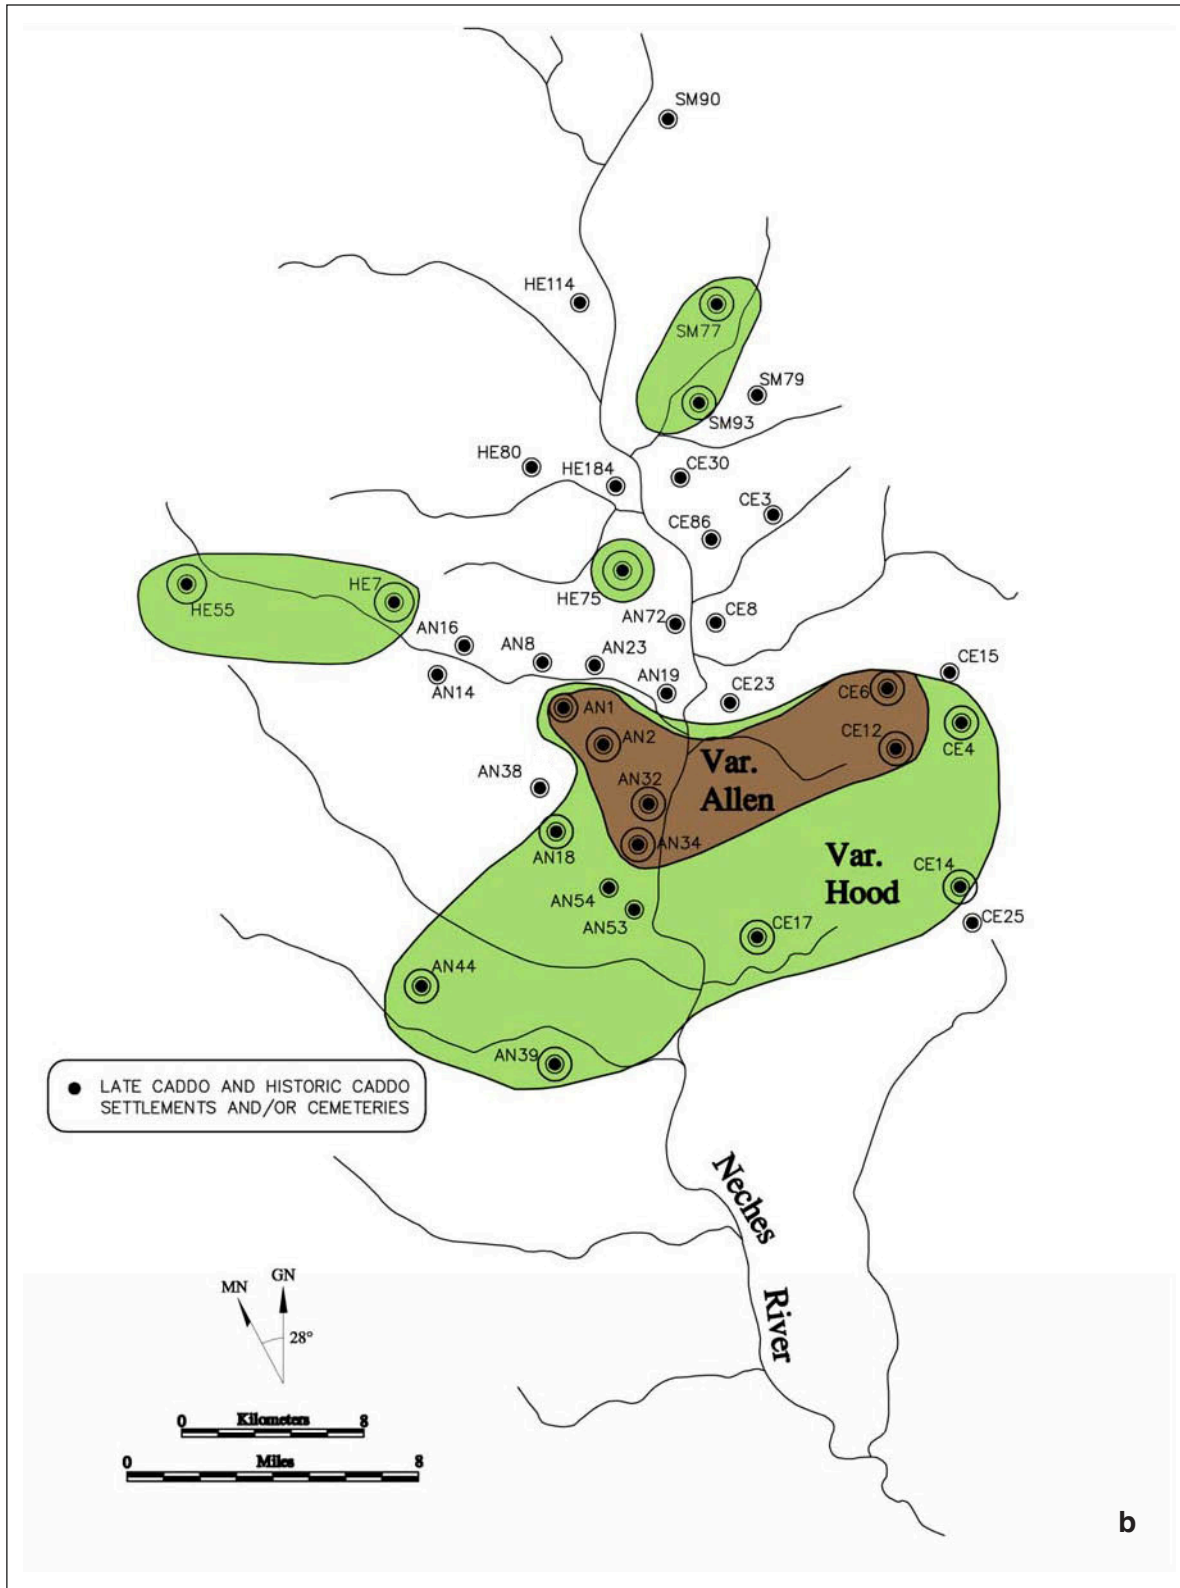 SM90
HE114
SM77
SM79
SM93
HE80
HE184
CE30
CE3
CE86
HE55
HE7
HE75
AN72
CE8
AN16
AN8
AN23
AN14
AN19
CE23
CE15
CE6
AN1
AN2
CE12
CE4
Var.
Allen
AN38
AN32
AN18
AN34
Var.
Hood
CE14
AN54
AN53
CE17
CE25
AN44
AN39
LATE CADDO AND HISTORIC CADDO
SETTLEMENTS AND/OR CEMETERIES
Neches
River
MN
GN
28°
0 Kilometers 8
0 Miles 8
b